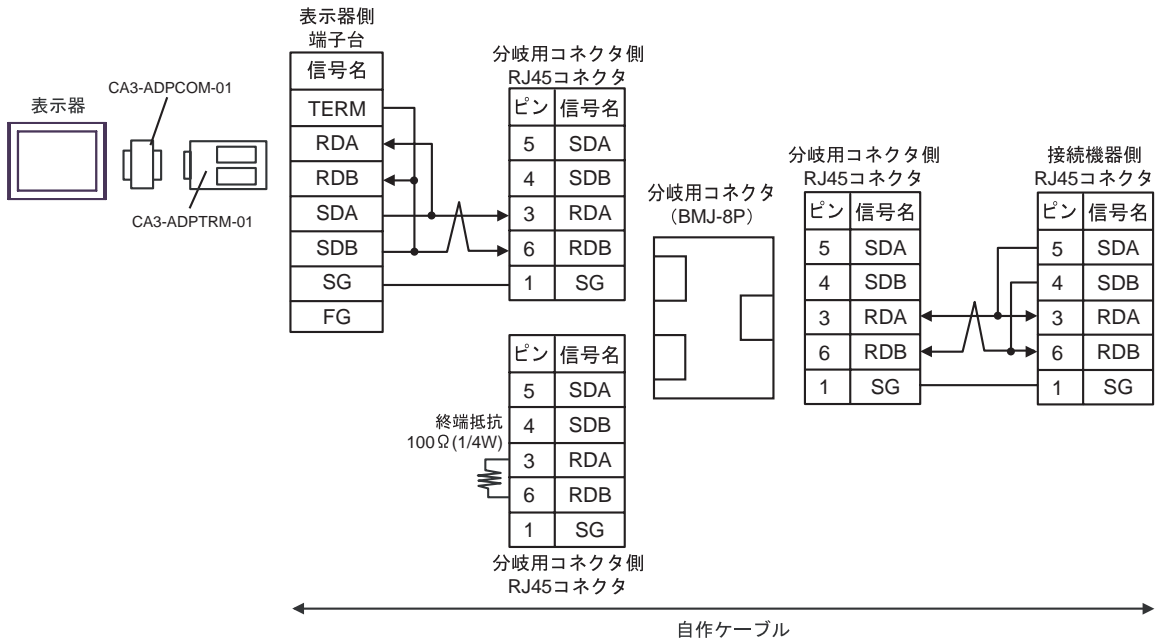 表示器
CA3-ADPCOM-01
CA3-ADPTRM-01
表示器側
端子台
信号名
TERM
RDA
RDB
SDA
SDB
SG
FG
分岐用コネクタ側
RJ45コネクタ
ピン 信号名
5 SDA
4 SDB
3 RDA
6 RDB
1 SG
終端抵抗
100Ω(1/4W)
ピン 信号名
5 SDA
4 SDB
3 RDA
6 RDB
1 SG
分岐用コネクタ側
RJ45コネクタ
分岐用コネクタ
(BMJ-8P)
分岐用コネクタ側
RJ45コネクタ
ピン 信号名
5 SDA
4 SDB
3 RDA
6 RDB
1 SG
接続機器側
RJ45コネクタ
ピン 信号名
5 SDA
4 SDB
3 RDA
6 RDB
1 SG
自作ケーブル